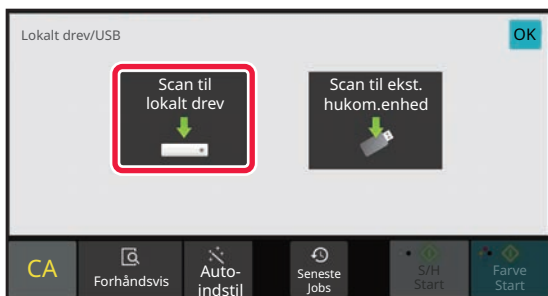 Lokalt drev/USB
OK
Scan til
lokalt drev
Scan til ekst.
hukom.enhed
CA
Forhåndsvis
Auto-
indstil
Seneste
Jobs
S/H
Start
Farve
Start